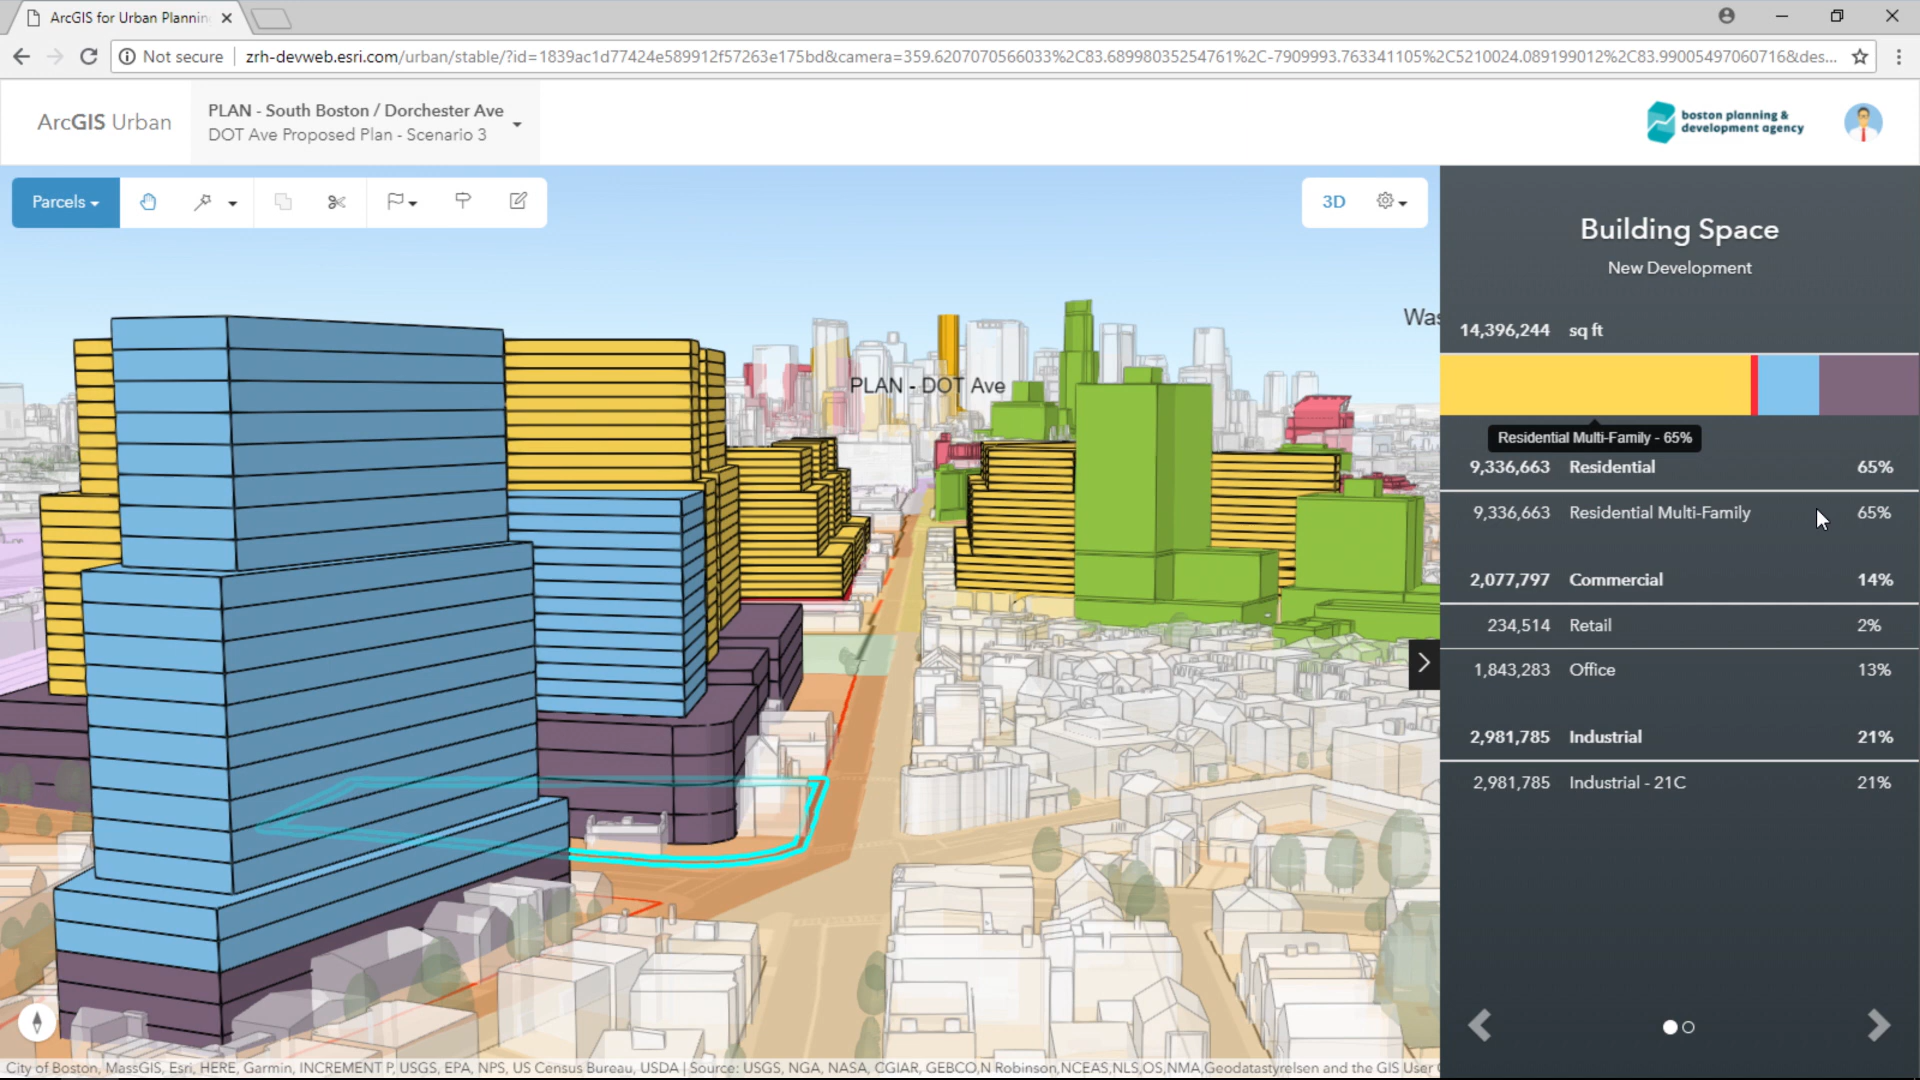 ArcGIS for Urban Plannin
Not secure
zrh-devweb.esri.com/urban/stable/?id=1839ac1d77424e589912f57263e175bd&camera=359.6207070566033%2C83.68998035254761%2C-7909993.763341105%2C5210024.089199012%2C83.99005497060716&des...
ArcGIS Urban
PLAN - South Boston / Dorchester Ave
DOT Ave Proposed Plan - Scenario 3
boston planning &
development agency
Parcels
3D
Was
PLAN - DOT Ave
Building Space
New Development
14,396,244 sq ft
Residential Multi-Family - 65%
9,336,663 Residential 65%
9,336,663 Residential Multi-Family 65%
2,077,797 Commercial 14%
234,514 Retail 2%
1,843,283 Office 13%
2,981,785 Industrial 21%
2,981,785 Industrial - 21C 21%
City of Boston, MassGIS, Esri, HERE, Garmin, INCREMENT P, USGS, EPA, NPS, US Census Bureau, USDA | Source: USGS, NGA, NASA, CGIAR, GEBCO,N Robinson,NCEAS,NLS,OS,NMA,Geodatastyrelsen and the GIS User